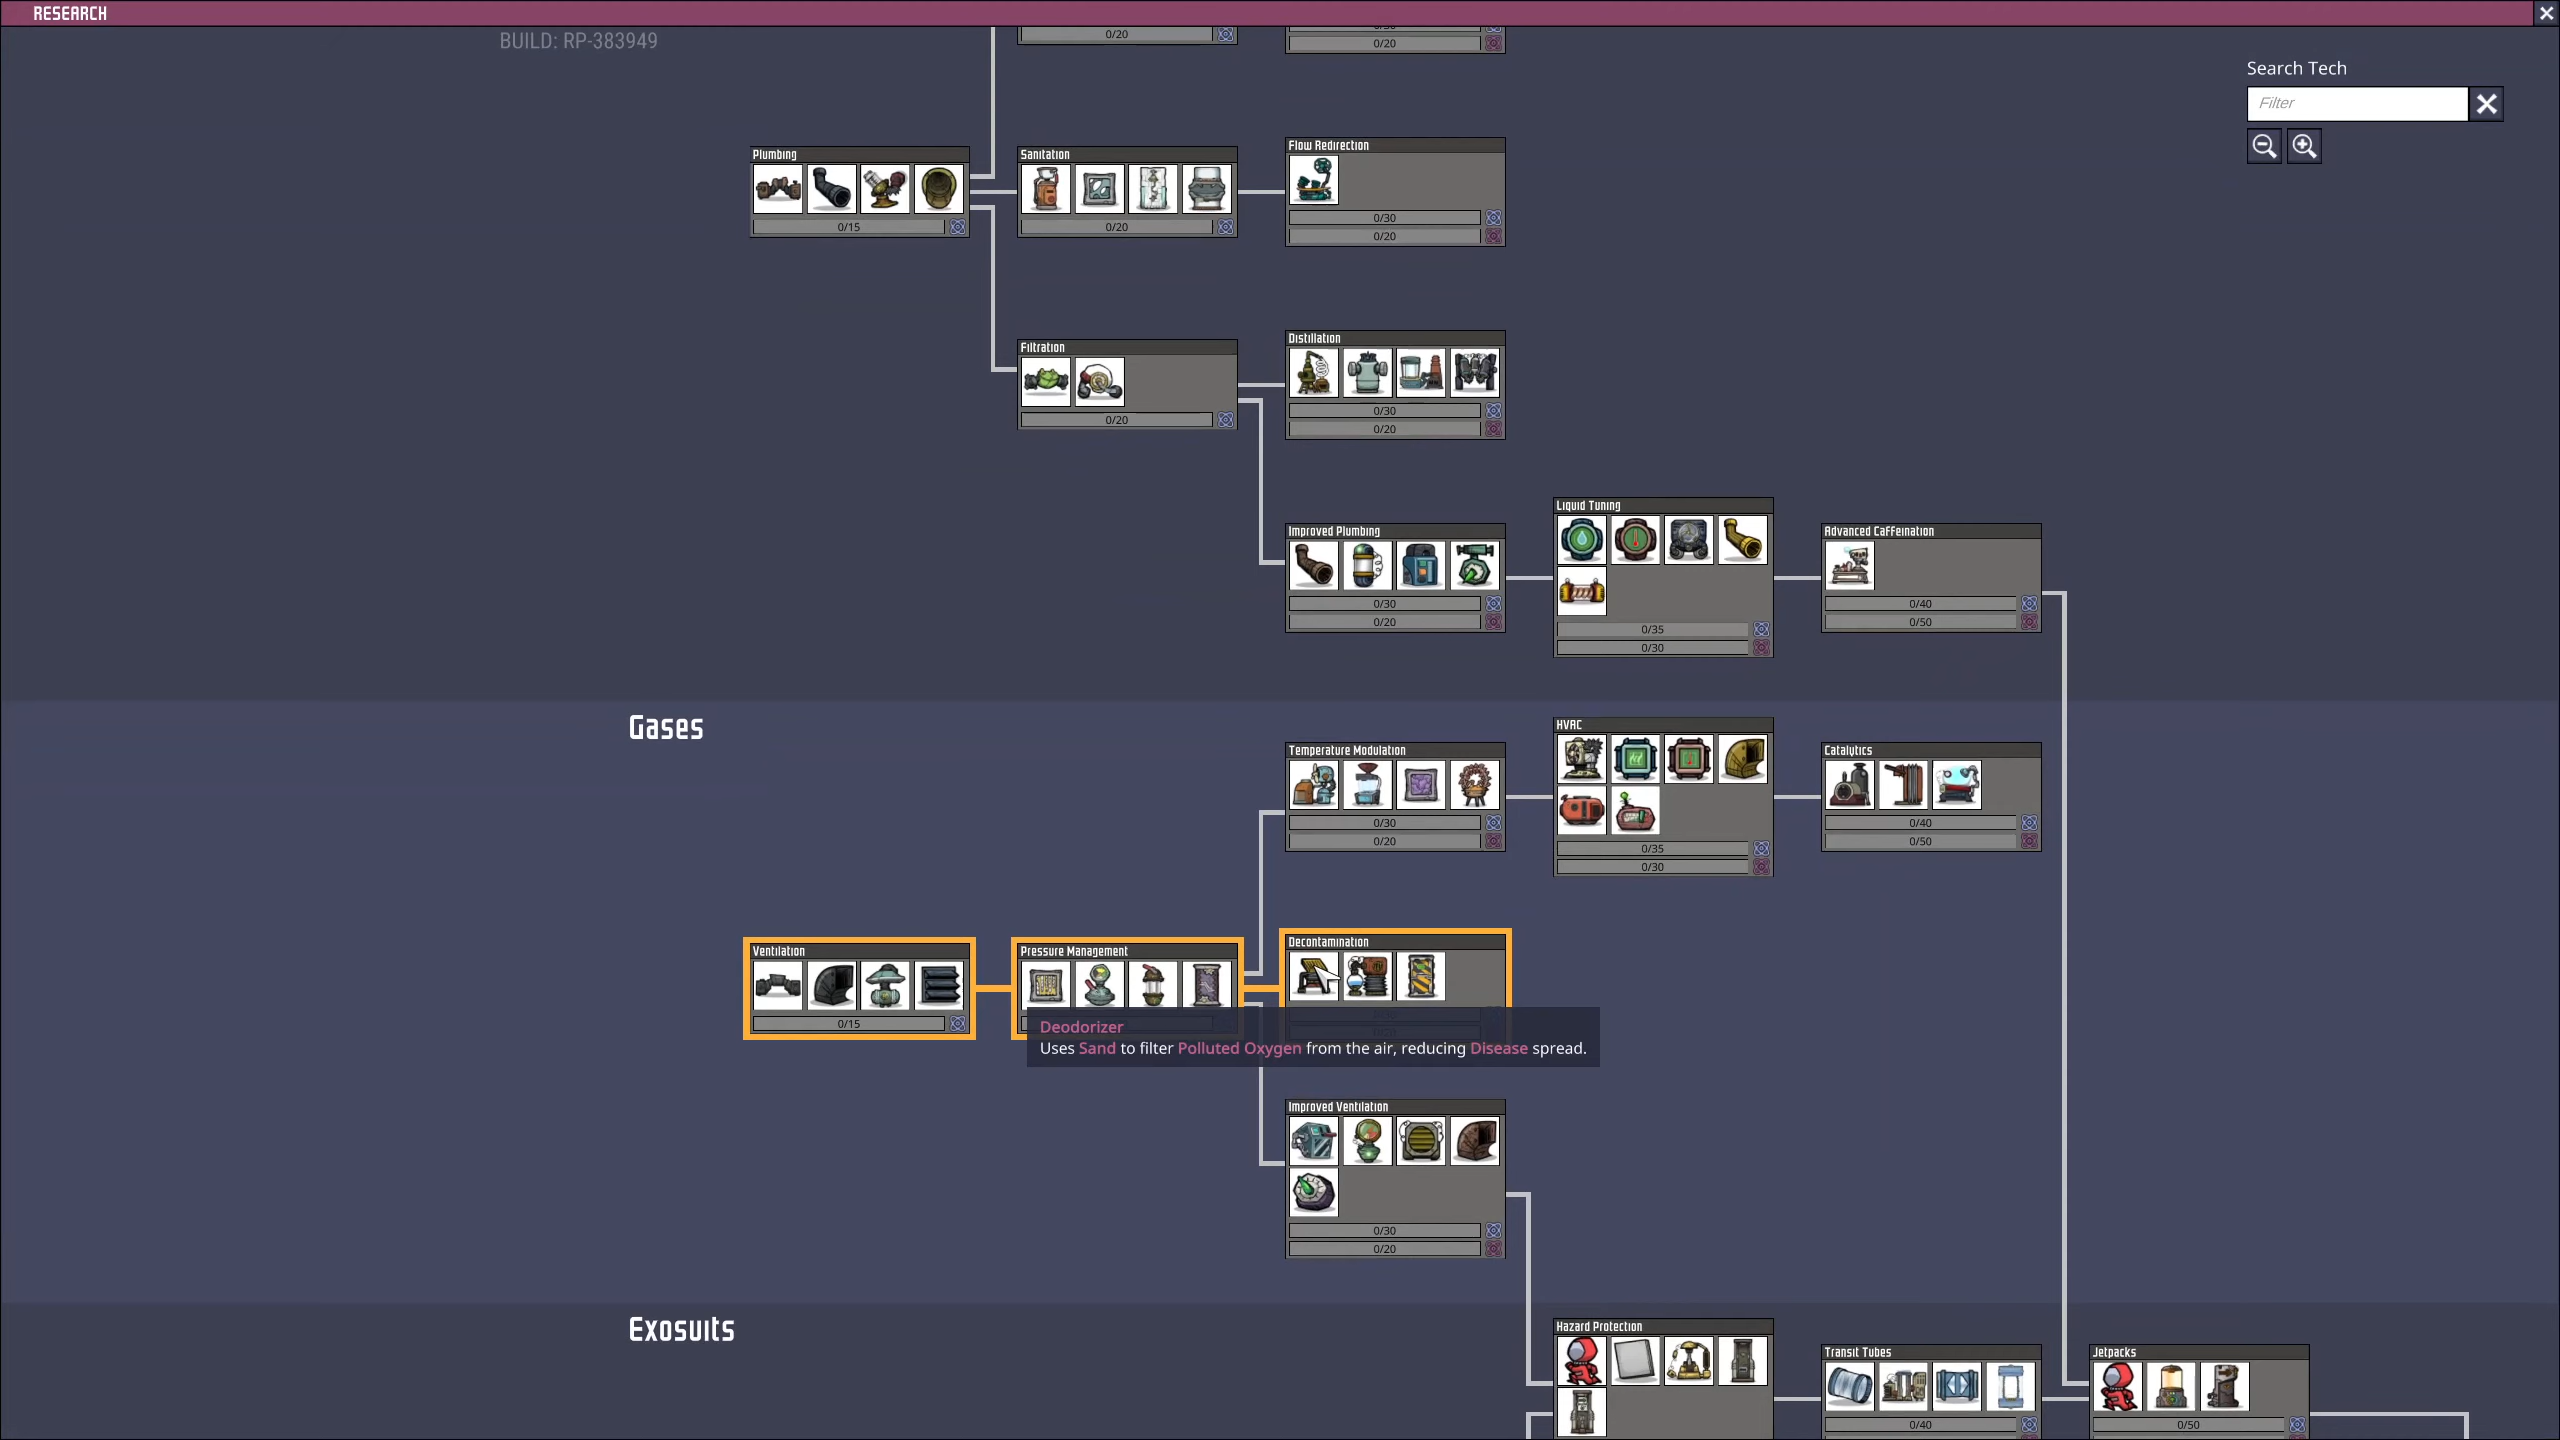 RESEARCH
BUILD: RP-383949
Search Tech
Filter
0/20
0/20
Plumbing
0/15
Sanitation
0/20
Flow Redirection
0/30
0/20
Filtration
0/20
Distillation
0/30
0/20
Improved Plumbing
0/30
0/20
Liquid Tuning
0/35
0/30
Advanced Caffeination
0/40
0/50
Gases
Temperature Modulation
0/30
0/20
HVAC
0/35
0/30
Catalytics
0/40
0/50
Ventilation
0/15
Pressure Management
Decontamination
Deodorizer
Uses Sand to filter Polluted Oxygen from the air, reducing Disease spread.
Improved Ventilation
0/30
0/20
Exosuits
Hazard Protection
Transit Tubes
0/40
Jetpacks
0/50